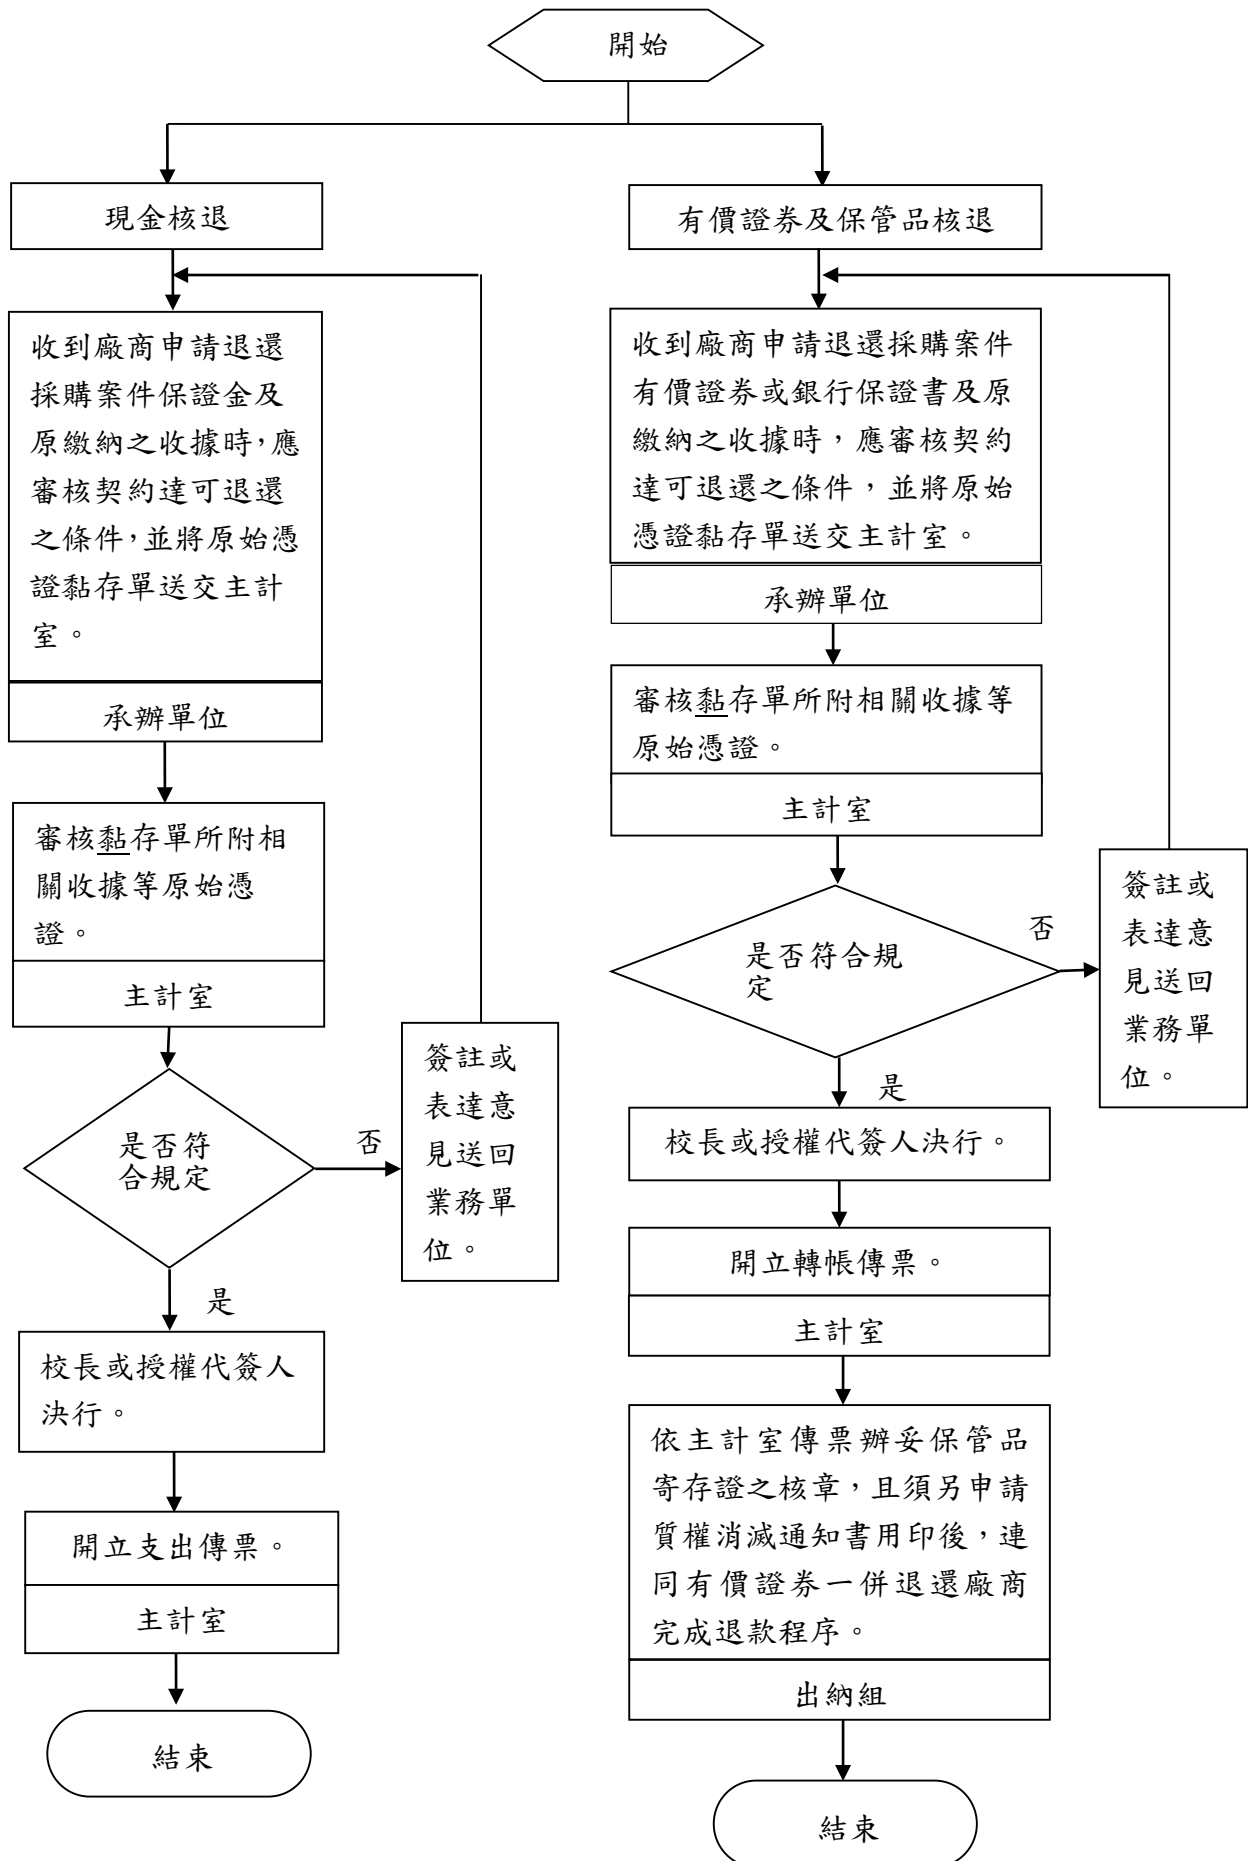 開始
現金核退
收到廠商申請退還
採購案件保證金及
原繳納之收據時,應
審核契約達可退還
之條件,並將原始憑
證黏存單送交主計
室。
承辦單位
審核黏存單所附相
關收據等原始憑
證。
主計室
是否符
合規定
否
簽註或
表達意
見送回
業務單
位。
是
校長或授權代簽人
決行。
開立支出傳票。
主計室
結束
有價證券及保管品核退
收到廠商申請退還採購案件
有價證券或銀行保證書及原
繳納之收據時,應審核契約
達可退還之條件,並將原始
憑證黏存單送交主計室。
承辦單位
審核黏存單所附相關收據等
原始憑證。
主計室
是否符合規
定
否
簽註或
表達意
見送回
業務單
位。
是
校長或授權代簽人決行。
開立轉帳傳票。
主計室
依主計室傳票辦妥保管品
寄存證之核章,且須另申請
質權消滅通知書用印後,連
同有價證券一併退還廠商
完成退款程序。
出納組
結束